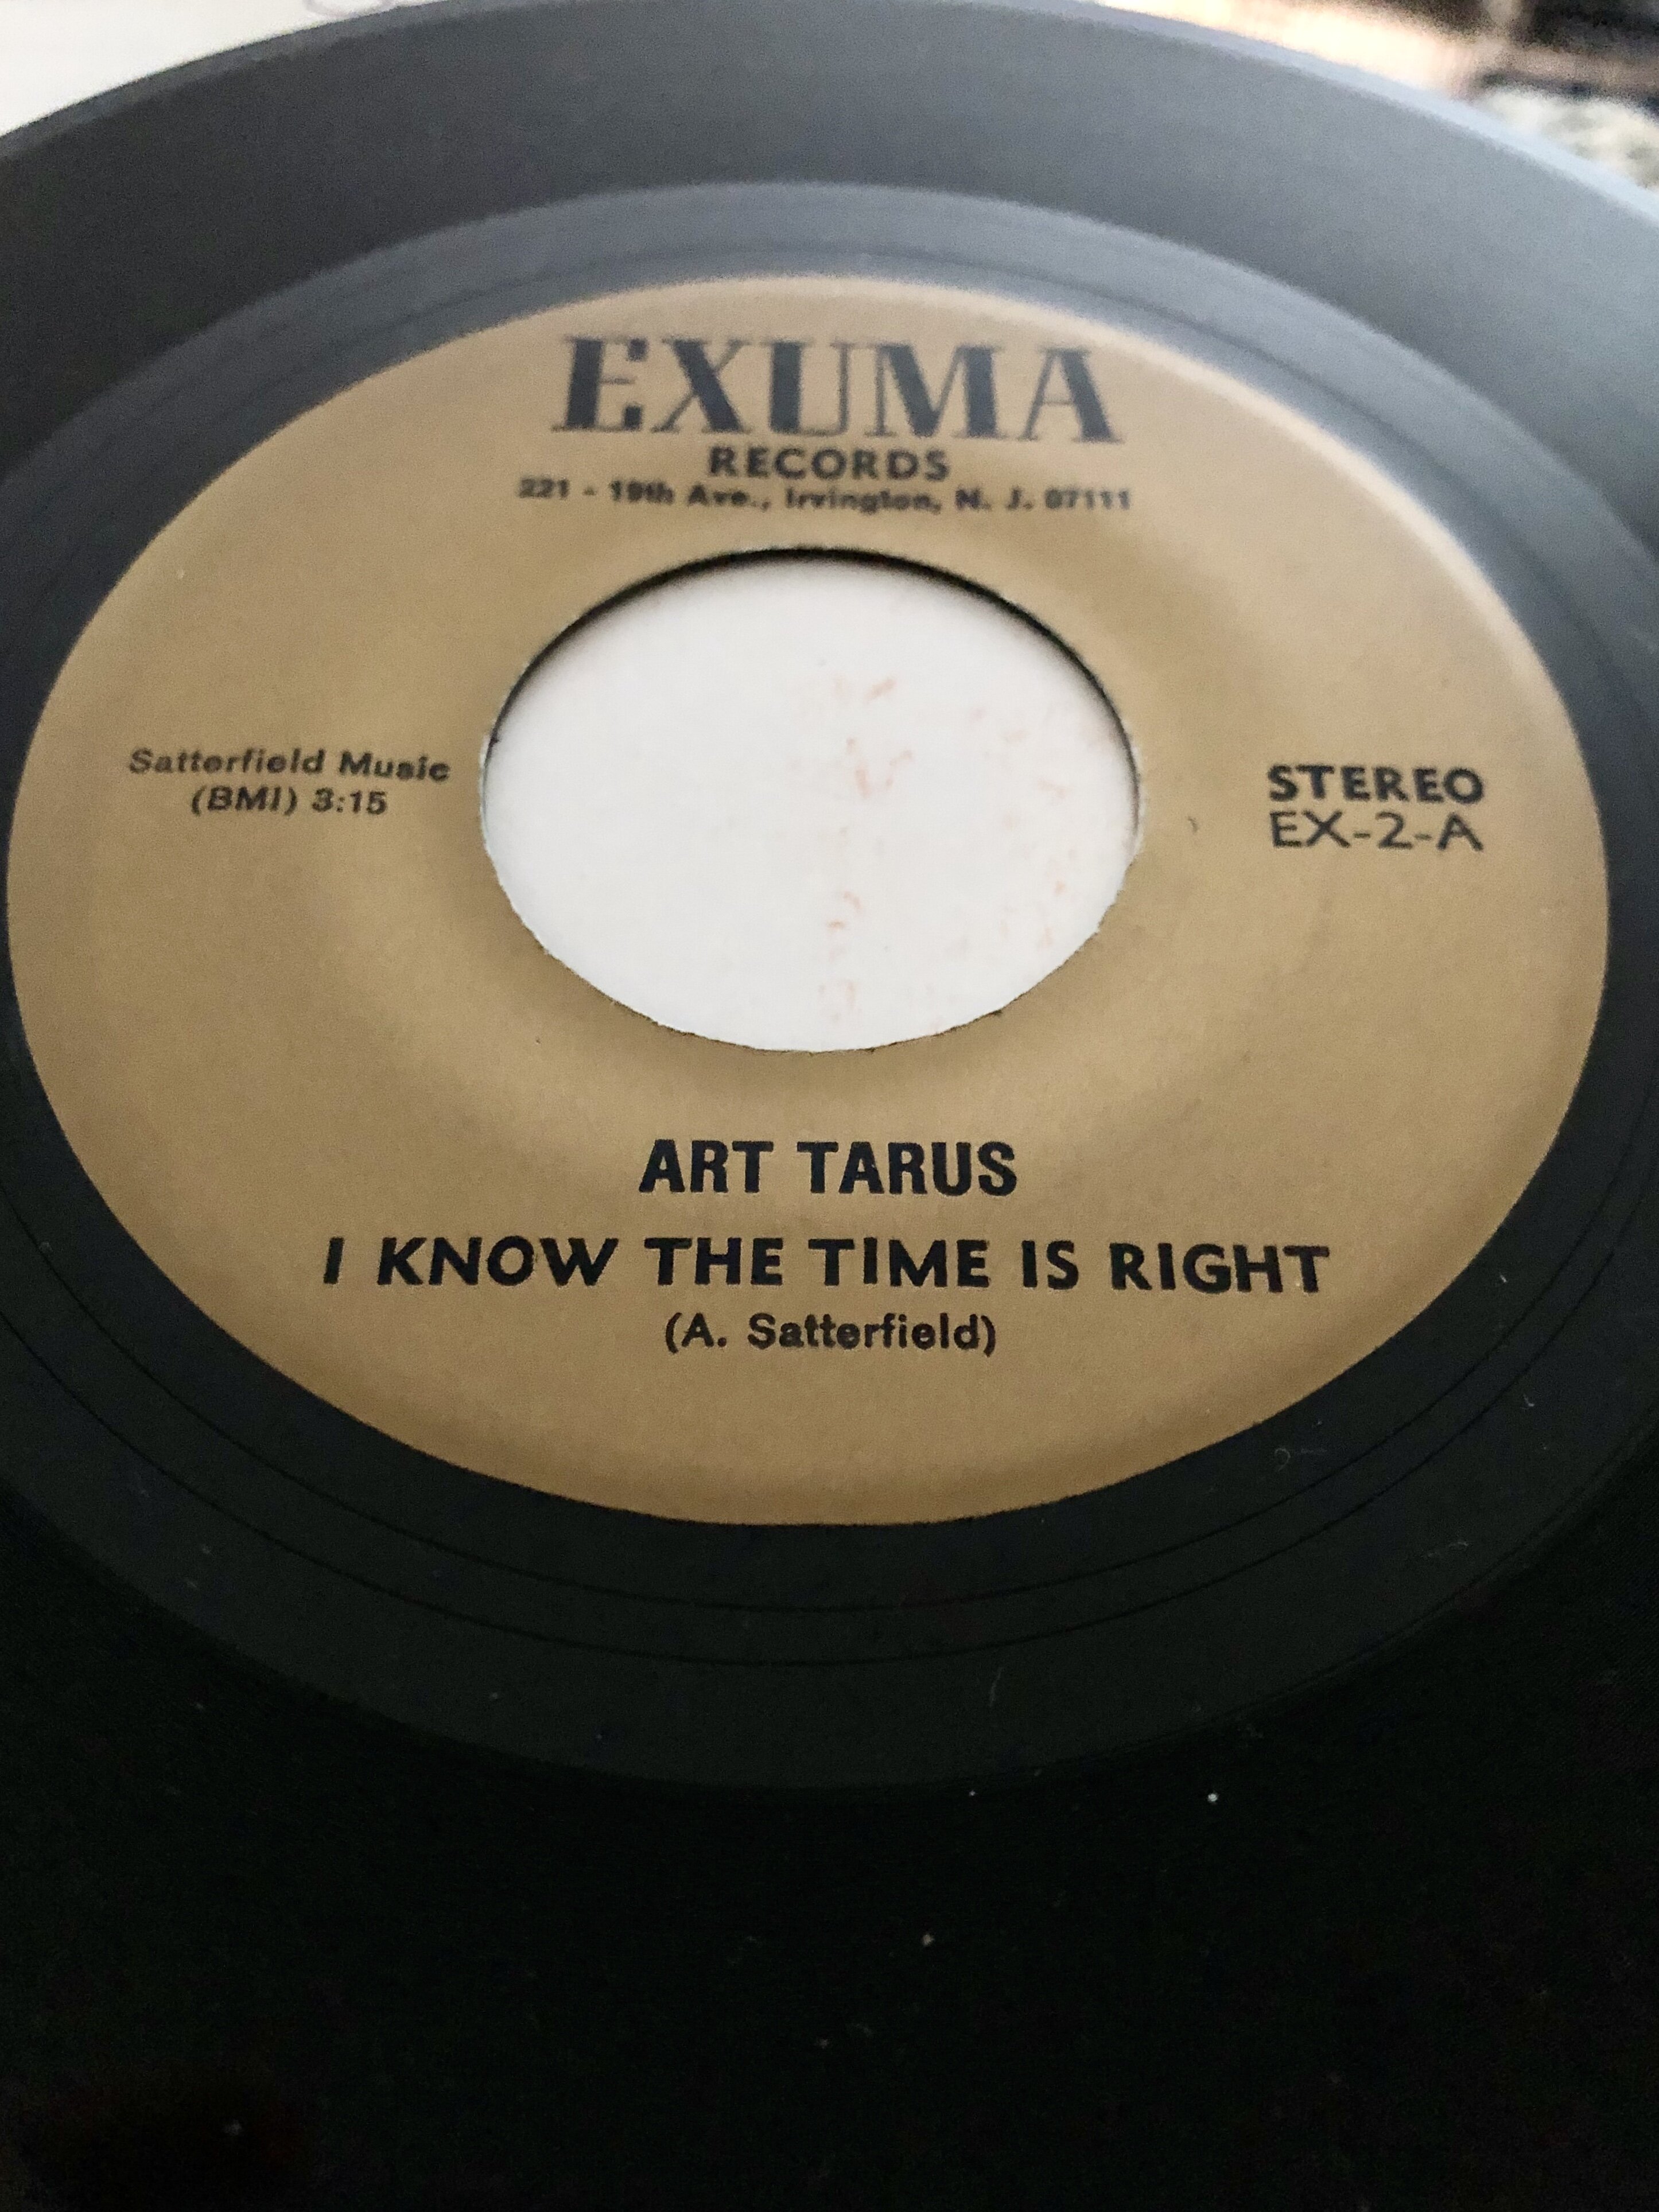 EXUMA
RECORDS
221 - 19th Ave., Irvington, N. J. 07111
Satterfield Music
(BMI) 3:15
STEREO
EX-2-A
ART TARUS
I KNOW THE TIME IS RIGHT
(A. Satterfield)